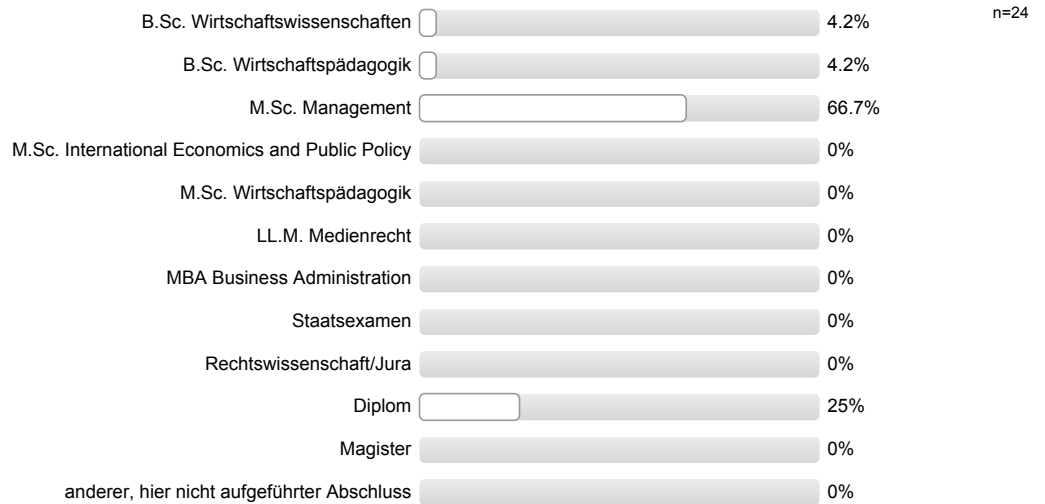 B.Sc. Wirtschaftswissenschaften 4.2% n=24
B.Sc. Wirtschaftspädagogik 4.2%
M.Sc. Management 66.7%
M.Sc. International Economics and Public Policy 0%
M.Sc. Wirtschaftspädagogik 0%
LL.M. Medienrecht 0%
MBA Business Administration 0%
Staatsexamen 0%
Rechtswissenschaft/Jura 0%
Diplom 25%
Magister 0%
anderer, hier nicht aufgeführter Abschluss 0%